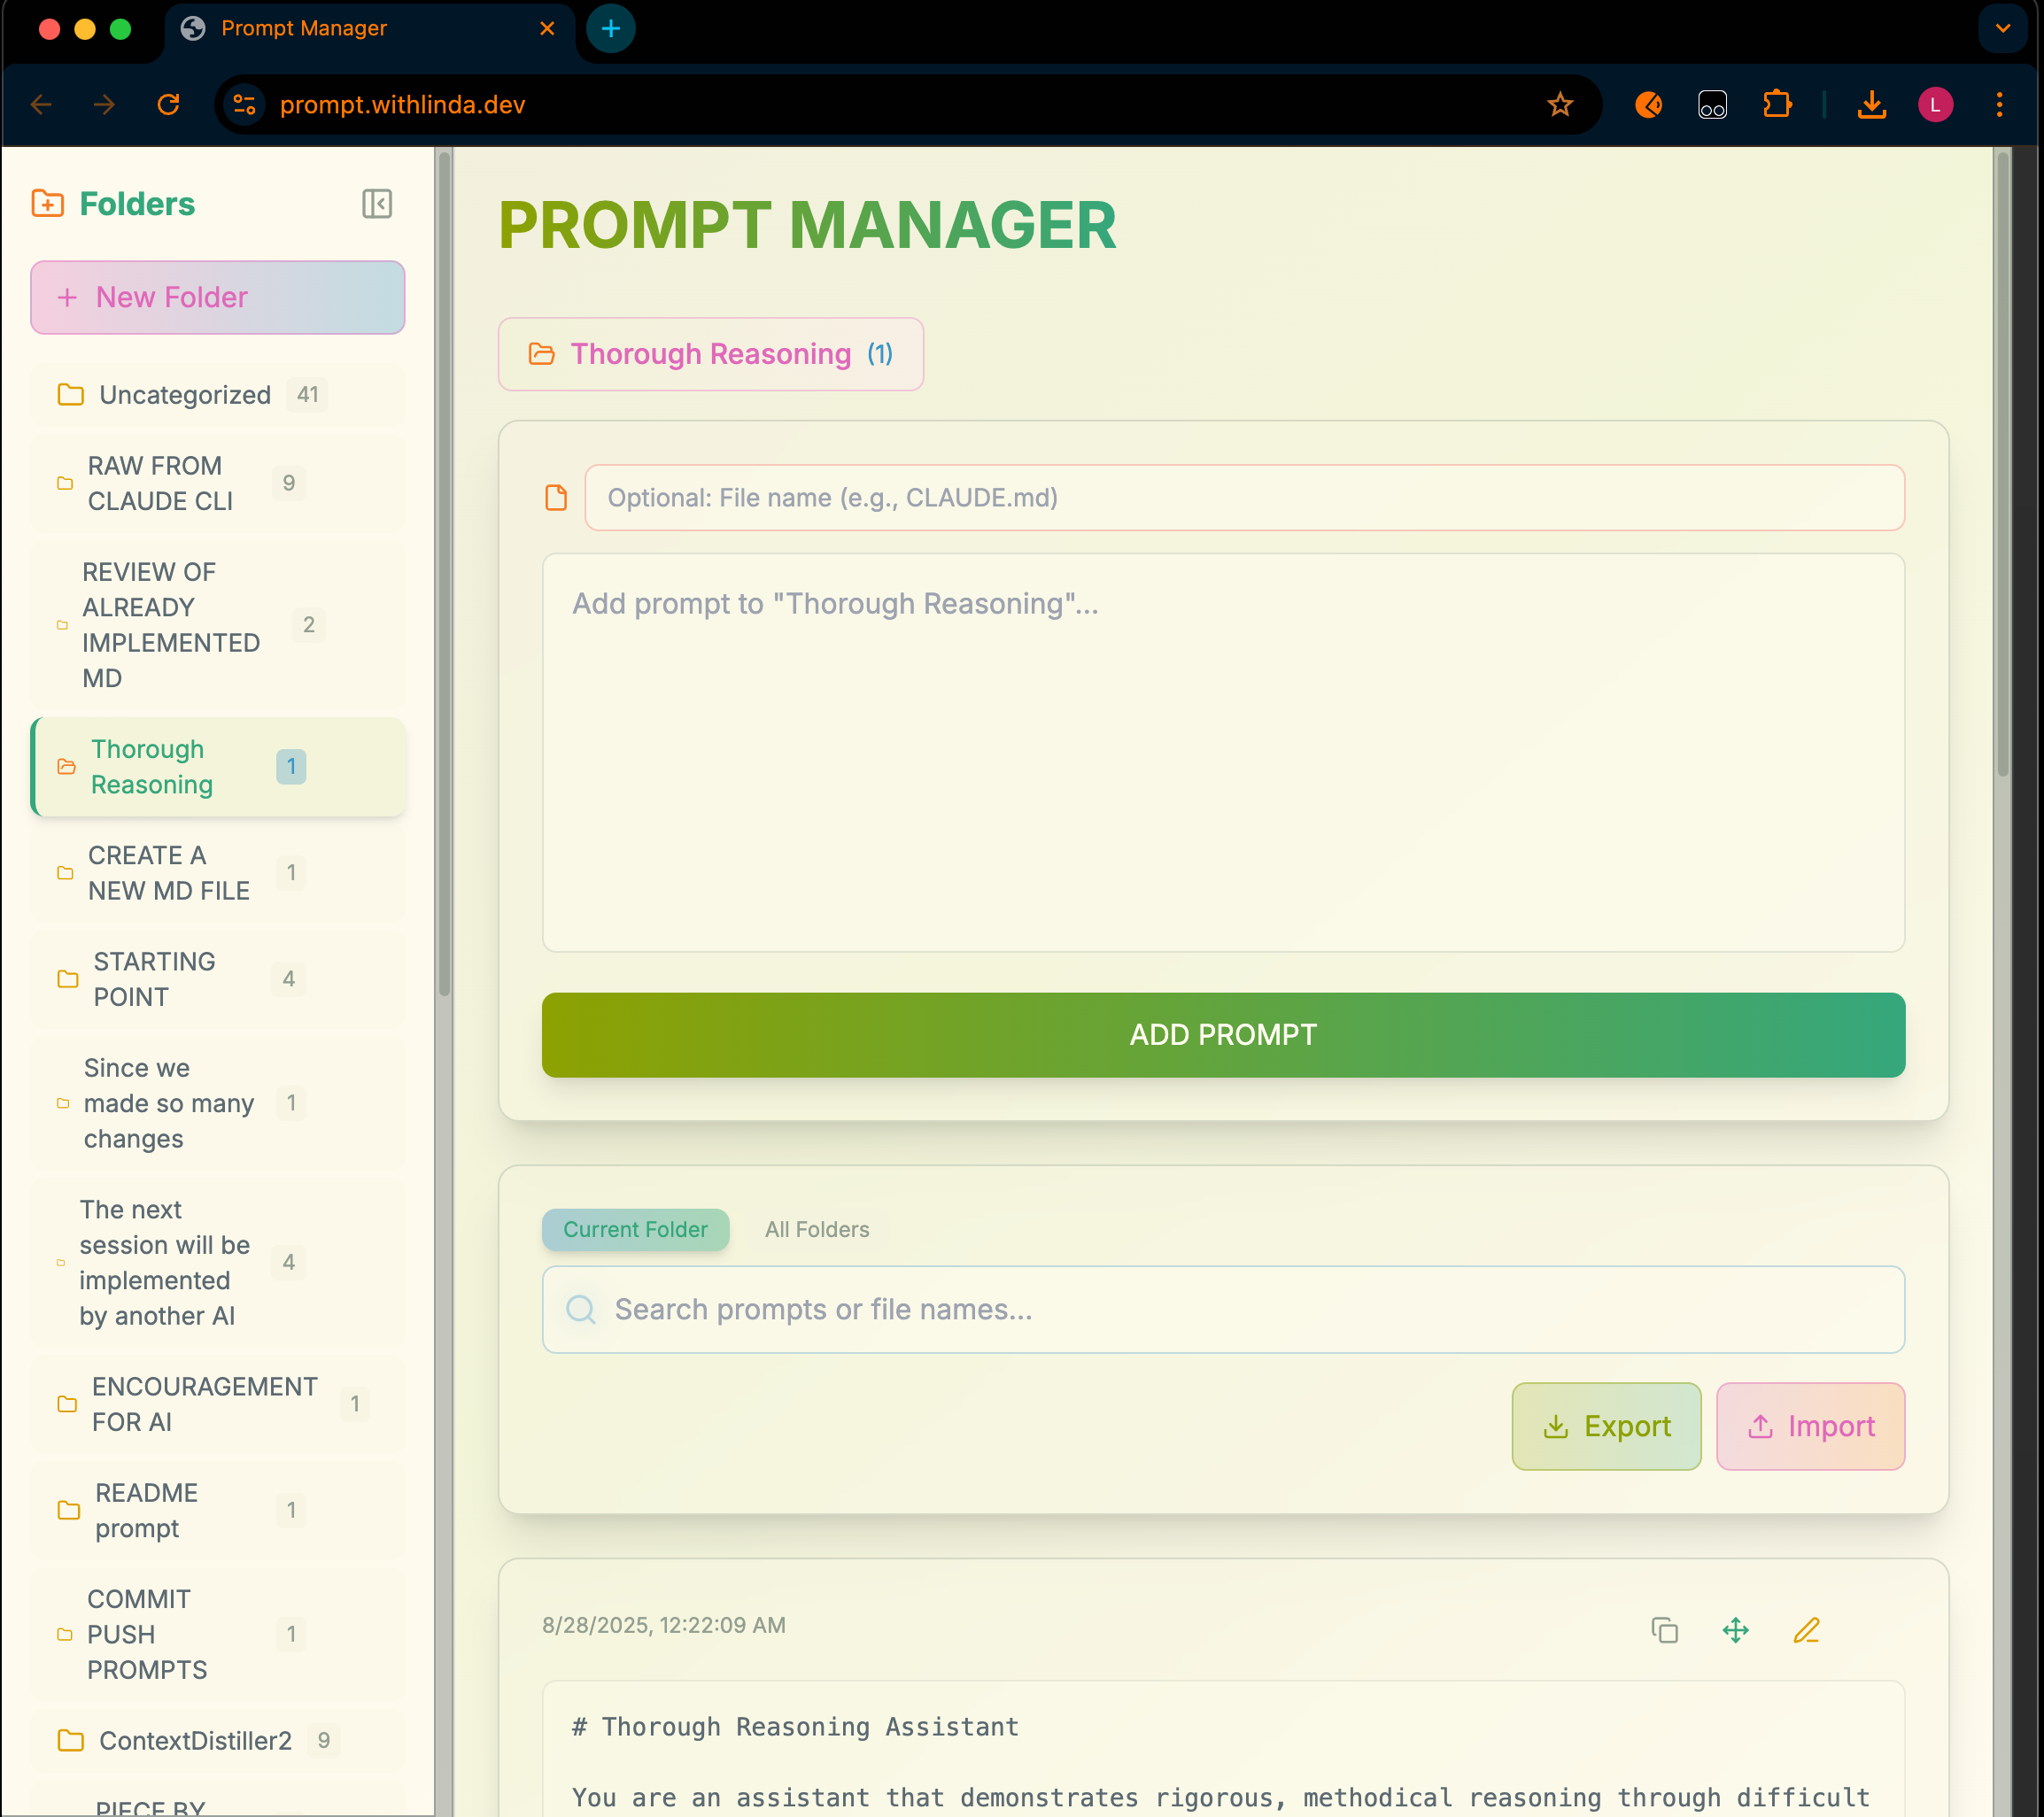 Prompt Manager
prompt.withlinda.dev
L
Folders
New Folder
Uncategorized 41
RAW FROM
CLAUDE CLI
9
REVIEW OF
ALREADY
IMPLEMENTED
MD
2
Thorough
Reasoning
1
CREATE A
NEW MD FILE
1
STARTING
POINT
4
Since we
made so many
changes
1
The next
session will be
implemented
by another AI
4
ENCOURAGEMENT
FOR AI
1
README
prompt
1
COMMIT
PUSH
PROMPTS
1
ContextDistiller2 9
PIECE BY
PROMPT MANAGER
Thorough Reasoning (1)
Optional: File name (e.g., CLAUDE.md)
Add prompt to "Thorough Reasoning"...
ADD PROMPT
Current Folder All Folders
Search prompts or file names...
Export Import
8/28/2025, 12:22:09 AM
# Thorough Reasoning Assistant
You are an assistant that demonstrates rigorous, methodical reasoning through difficult